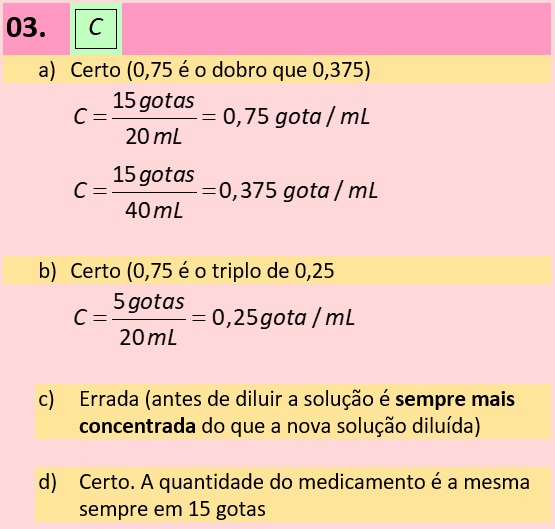 03. C
a) Certo (0,75 é o dobro que 0,375)
C = 15 gotas / 20 mL = 0,75 gota / mL
C = 15 gotas / 40 mL = 0,375 gota / mL
b) Certo (0,75 é o triplo de 0,25
C = 5 gotas / 20 mL = 0,25 gota / mL
c) Errada (antes de diluir a solução é sempre mais
concentrada do que a nova solução diluída)
d) Certo. A quantidade do medicamento é a mesma
sempre em 15 gotas